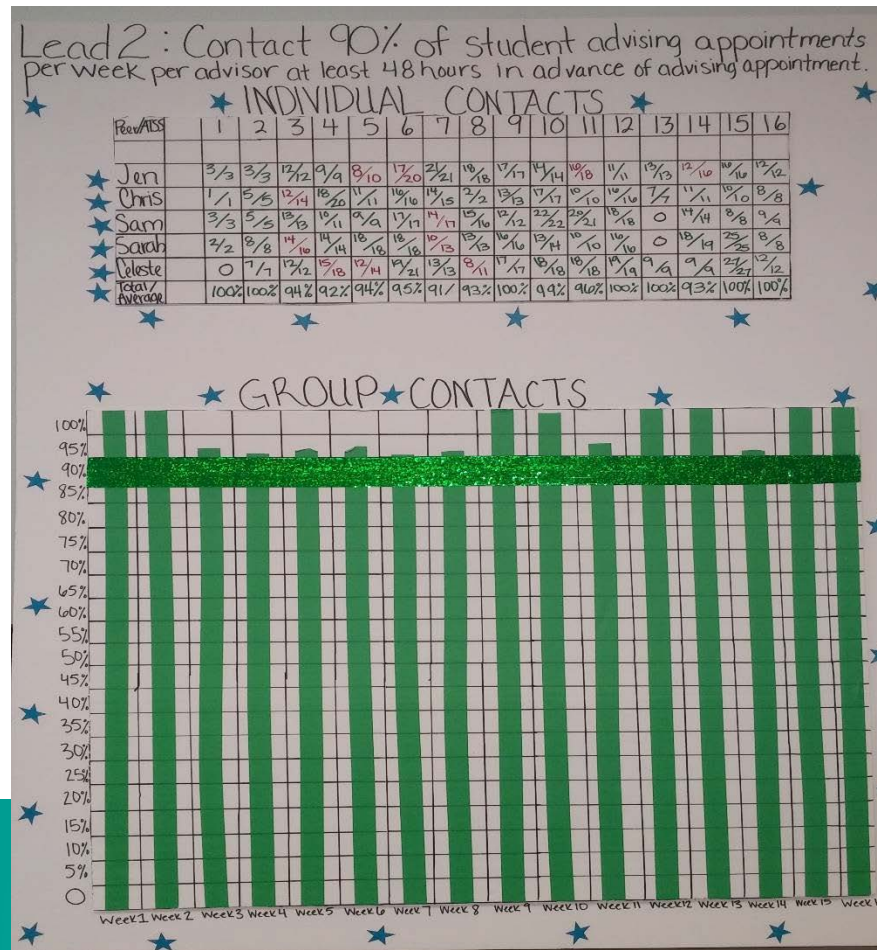 Lead 2: Contact 90% of student advising appointments
per week per advisor at least 48 hours in advance of advising appointment.
INDIVIDUAL CONTACTS
Peer/ATSS 1 2 3 4 5 6 7 8 9 10 11 12 13 14 15 16
Jen 3/3 3/3 12/12 9/9 8/10 17/20 21/21 18/18 17/17 14/14 16/18 11/11 13/13 12/16 16/16 12/12
Chris 1/1 5/5 12/14 18/20 11/11 16/16 14/15 2/2 13/13 17/17 10/10 16/16 7/7 11/11 10/10 8/8
Sam 3/3 5/5 13/13 10/11 9/9 17/17 14/17 15/16 12/12 22/22 20/21 18/18 0 14/14 8/8 9/9
Sarah 2/2 8/8 14/16 14/14 18/18 18/18 10/13 13/13 16/16 13/14 10/10 16/16 0 18/19 25/25 8/8
Celeste 0 7/7 12/12 15/18 12/14 19/21 13/13 8/11 17/17 18/18 18/18 19/19 9/9 9/9 27/27 12/12
Total/Average 100% 100% 94% 92% 94% 95% 91/ 93% 100% 99% 96% 100% 100% 93% 100% 100%
GROUP CONTACTS
100%
95%
90%
85%
80%
75%
70%
65%
60%
55%
50%
45%
40%
35%
30%
25%
20%
15%
10%
5%
0
Week 1 Week 2 Week 3 Week 4 Week 5 Week 6 Week 7 Week 8 Week 9 Week 10 Week 11 Week 12 Week 13 Week 14 Week 15 Week